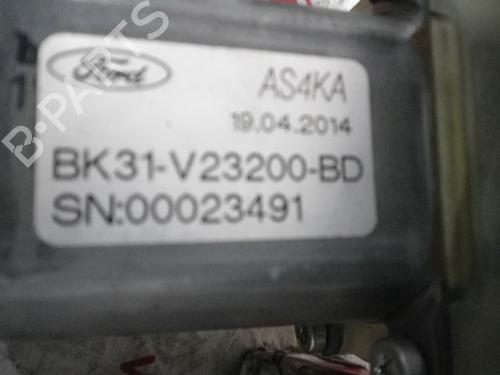 Ford
AS4KA
19.04.2014
BK31-V23200-BD
SN:00023491
B-PARTS